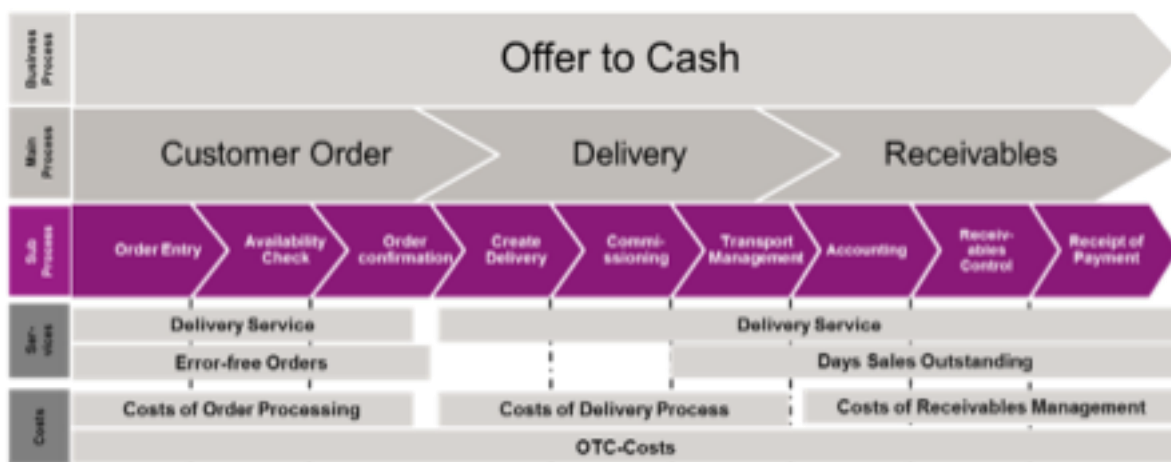 Business
Process
Offer to Cash
Main
Process
Customer Order
Delivery
Receivables
Sub
Process
Order Entry
Availability
Check
Order
confirmation
Create
Delivery
Commi-
ssioning
Transport
Management
Accounting
Receiv-
ables
Control
Receipt of
Payment
Ser-
vices
Delivery Service
Delivery Service
Error-free Orders
Days Sales Outstanding
Costs
Costs of Order Processing
Costs of Delivery Process
Costs of Receivables Management
OTC-Costs